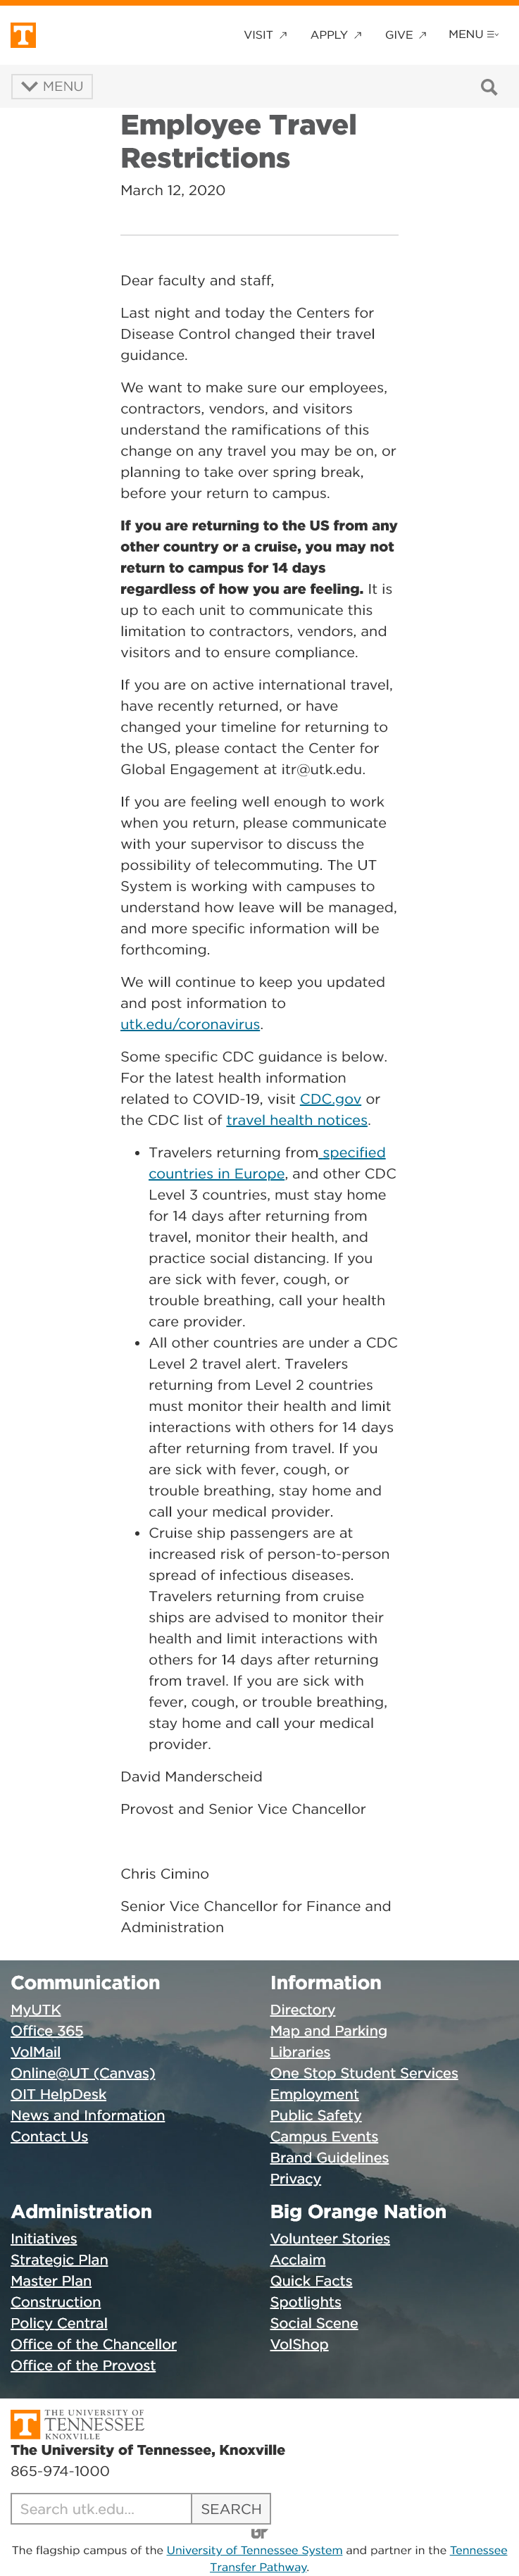 T
VISIT ↗ APPLY ↗ GIVE ↗ MENU
MENU
Employee Travel
Restrictions
March 12, 2020
Dear faculty and staff,
Last night and today the Centers for
Disease Control changed their travel
guidance.
We want to make sure our employees,
contractors, vendors, and visitors
understand the ramifications of this
change on any travel you may be on, or
planning to take over spring break,
before your return to campus.
If you are returning to the US from any
other country or a cruise, you may not
return to campus for 14 days
regardless of how you are feeling. It is
up to each unit to communicate this
limitation to contractors, vendors, and
visitors and to ensure compliance.
If you are on active international travel,
have recently returned, or have
changed your timeline for returning to
the US, please contact the Center for
Global Engagement at itr@utk.edu.
If you are feeling well enough to work
when you return, please communicate
with your supervisor to discuss the
possibility of telecommuting. The UT
System is working with campuses to
understand how leave will be managed,
and more specific information will be
forthcoming.
We will continue to keep you updated
and post information to
utk.edu/coronavirus.
Some specific CDC guidance is below.
For the latest health information
related to COVID-19, visit CDC.gov or
the CDC list of travel health notices.
• Travelers returning from specified
countries in Europe, and other CDC
Level 3 countries, must stay home
for 14 days after returning from
travel, monitor their health, and
practice social distancing. If you
are sick with fever, cough, or
trouble breathing, call your health
care provider.
• All other countries are under a CDC
Level 2 travel alert. Travelers
returning from Level 2 countries
must monitor their health and limit
interactions with others for 14 days
after returning from travel. If you
are sick with fever, cough, or
trouble breathing, stay home and
call your medical provider.
• Cruise ship passengers are at
increased risk of person-to-person
spread of infectious diseases.
Travelers returning from cruise
ships are advised to monitor their
health and limit interactions with
others for 14 days after returning
from travel. If you are sick with
fever, cough, or trouble breathing,
stay home and call your medical
provider.
David Manderscheid
Provost and Senior Vice Chancellor
Chris Cimino
Senior Vice Chancellor for Finance and
Administration
Communication
MyUTK
Office 365
VolMail
Online@UT (Canvas)
OIT HelpDesk
News and Information
Contact Us
Information
Directory
Map and Parking
Libraries
One Stop Student Services
Employment
Public Safety
Campus Events
Brand Guidelines
Privacy
Administration
Initiatives
Strategic Plan
Master Plan
Construction
Policy Central
Office of the Chancellor
Office of the Provost
Big Orange Nation
Volunteer Stories
Acclaim
Quick Facts
Spotlights
Social Scene
VolShop
T
THE UNIVERSITY OF
TENNESSEE
KNOXVILLE
The University of Tennessee, Knoxville
865-974-1000
Search utk.edu... SEARCH
UT
The flagship campus of the University of Tennessee System and partner in the Tennessee
Transfer Pathway.